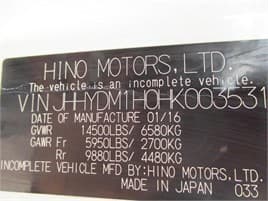 HINO MOTORS, LTD.
The vehicle is an incomplete vehicle.
VIN JHHYDM1H0HK003531
DATE OF MANUFACTURE 01/16
GVWR 14500LBS/ 6580KG
GAWR Fr 5950LBS/ 2700KG
Rr 9880LBS/ 4480KG
INCOMPLETE VEHICLE MFD BY:HINO MOTORS, LTD.
MADE IN JAPAN 033